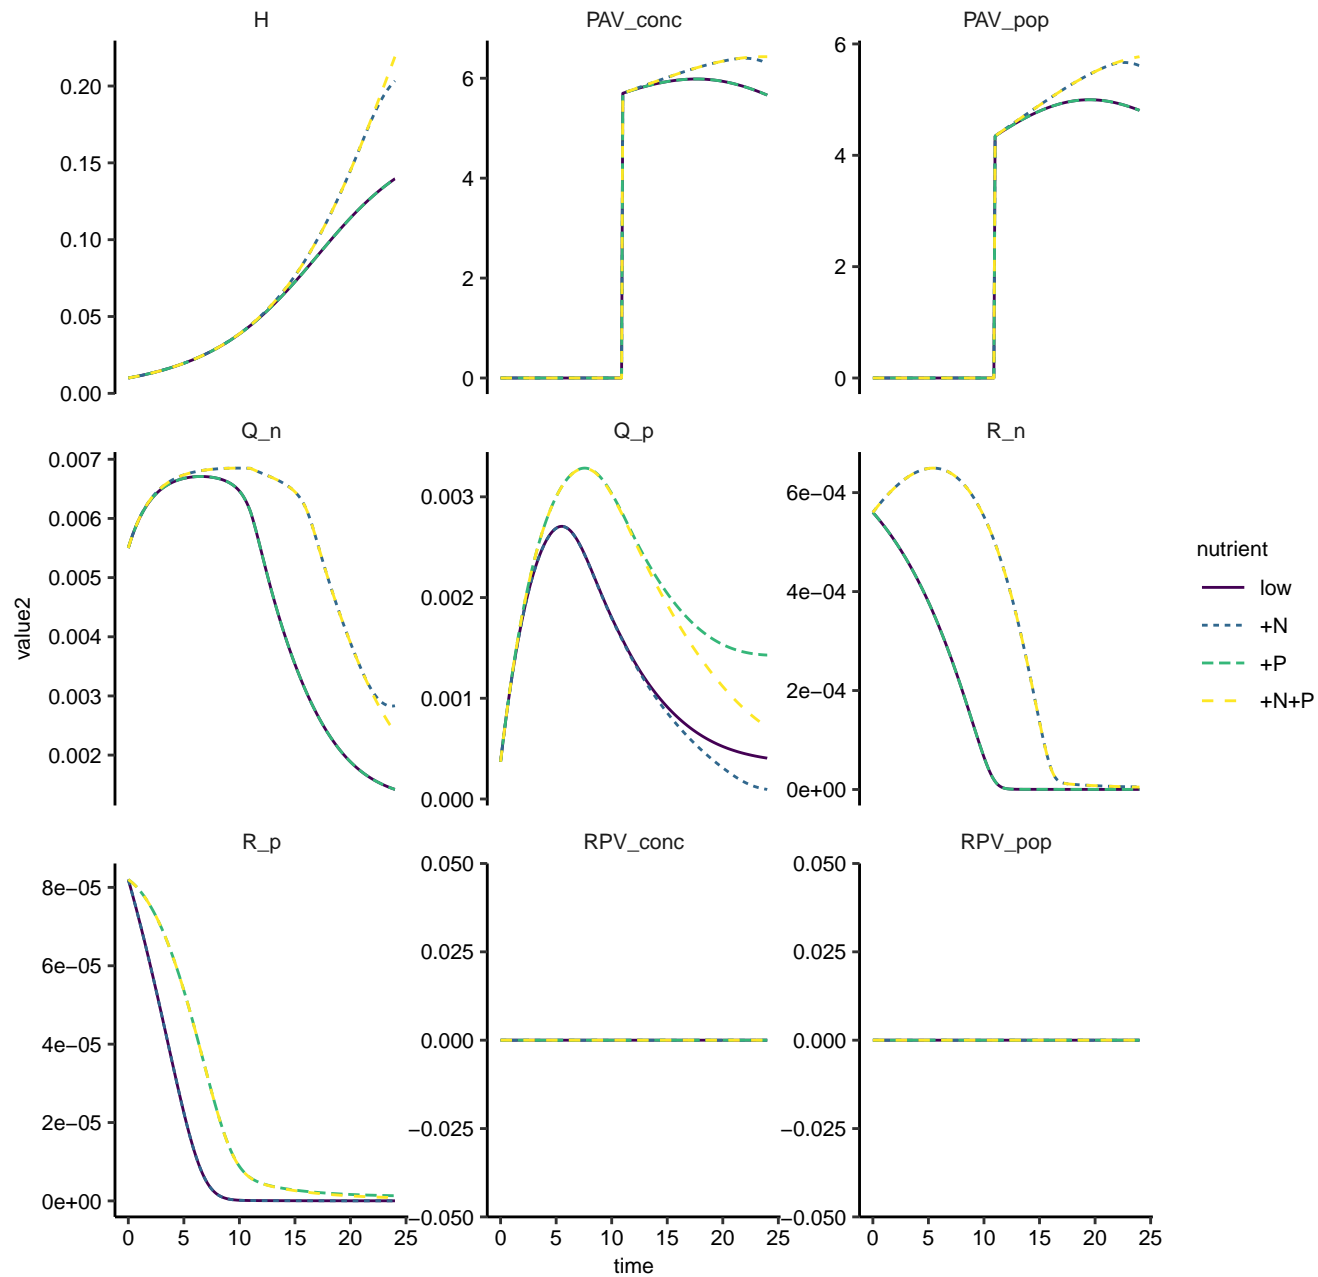 H
PAV_conc
PAV_pop
0.20
0.15
0.10
0.05
0.00
6
4
2
0
6
4
2
0
Q_n
Q_p
R_n
0.007
0.006
0.005
0.004
0.003
0.002
0.003
0.002
0.001
0.000
6e−04
4e−04
2e−04
0e+00
value2
nutrient
low
+N
+P
+N+P
R_p
RPV_conc
RPV_pop
8e−05
6e−05
4e−05
2e−05
0e+00
0.050
0.025
0.000
−0.025
−0.050
0.050
0.025
0.000
−0.025
−0.050
0 5 10 15 20 25
0 5 10 15 20 25
0 5 10 15 20 25
time